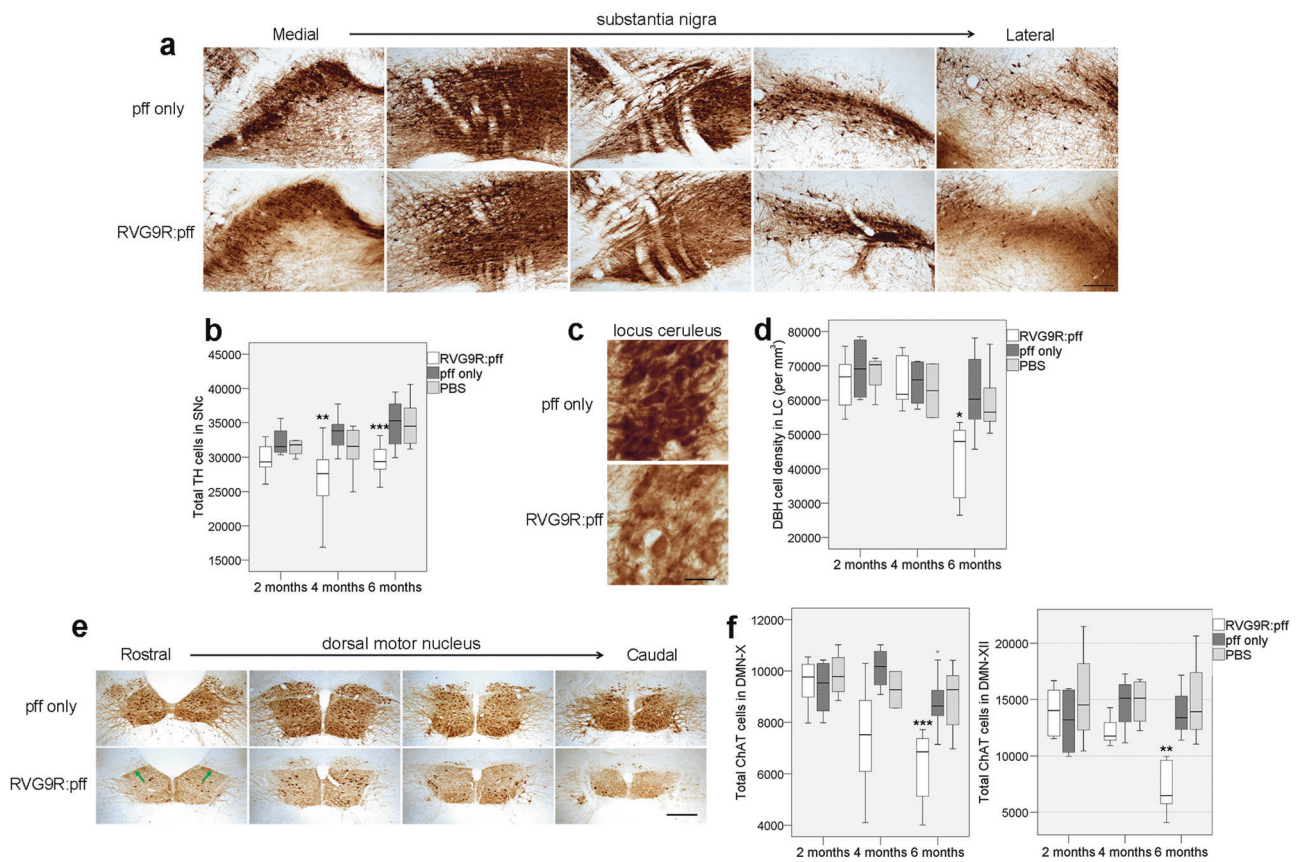 substantia nigra
a
Medial
Lateral
pff only
RVG9R:pff
b
Total TH cells in SNc
45000
40000
35000
30000
25000
20000
15000
**
***
2 months 4 months 6 months
RVG9R:pff
pff only
PBS
c
locus ceruleus
pff only
RVG9R:pff
d
DBH cell density in LC (per mm³)
80000
70000
60000
50000
40000
30000
20000
*
2 months 4 months 6 months
RVG9R:pff
pff only
PBS
e
dorsal motor nucleus
Rostral
Caudal
pff only
RVG9R:pff
f
Total ChAT cells in DMN-X
12000
10000
8000
6000
4000
***
2 months 4 months 6 months
Total ChAT cells in DMN-XII
20000
15000
10000
5000
**
2 months 4 months 6 months
RVG9R:pff
pff only
PBS